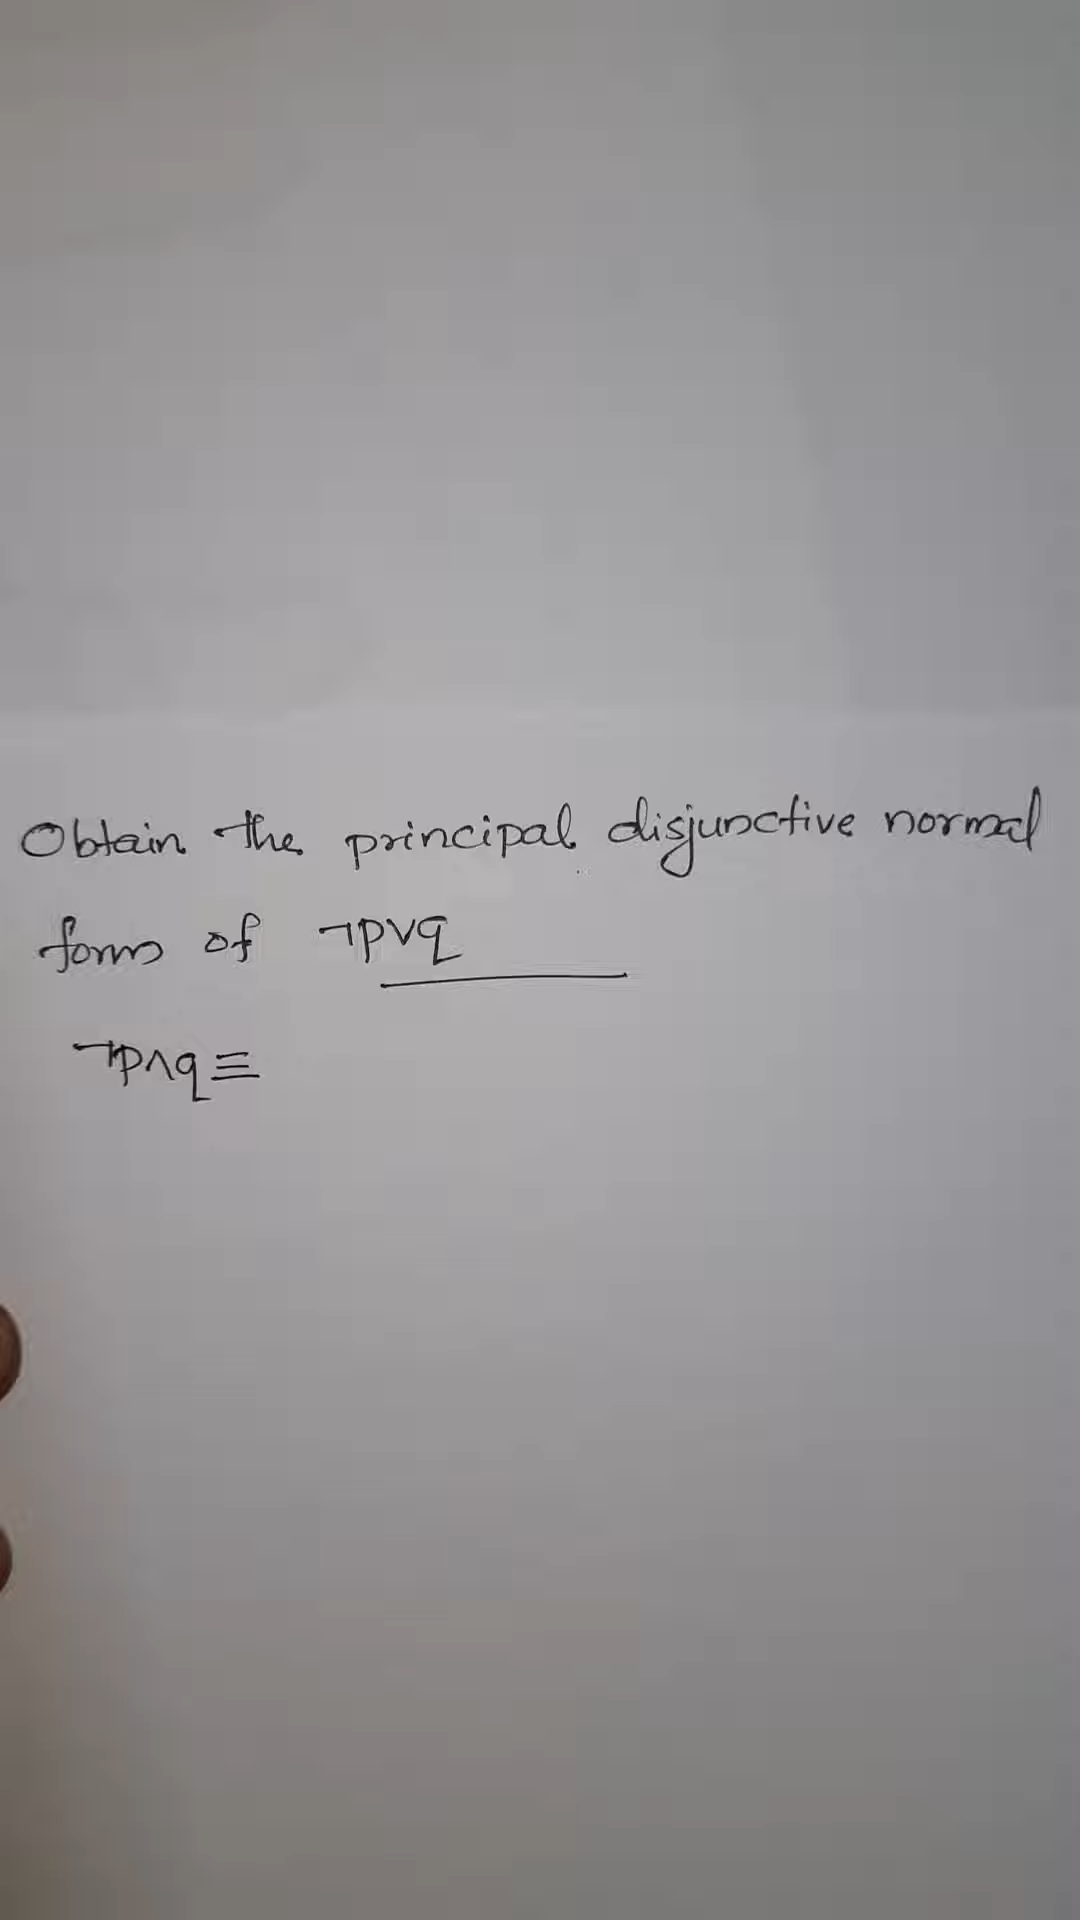 Obtain the principal disjunctive normal
form of ¬p∨q
¬p∧q≡